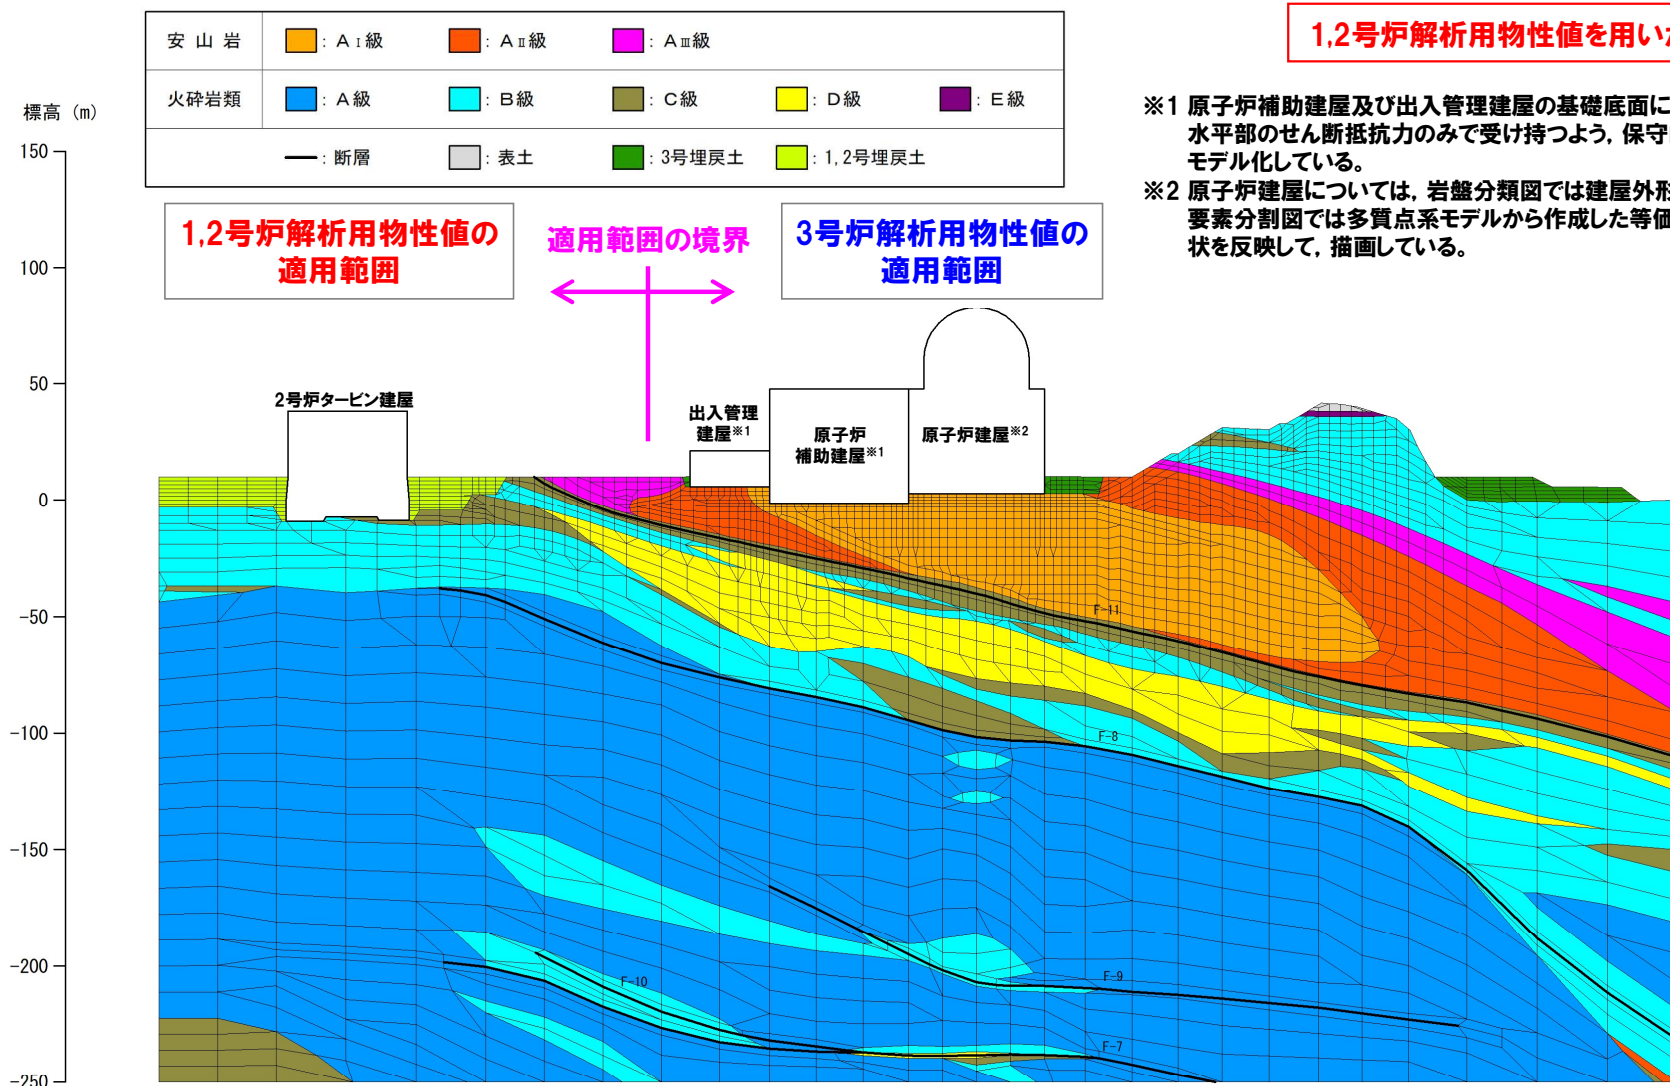 安山岩
: AⅠ級
: AⅡ級
: AⅢ級
火砕岩類
: A級
: B級
: C級
: D級
: E級
: 断層
: 表土
: 3号埋戻土
: 1,2号埋戻土
1,2号炉解析用物性値を用い
※1 原子炉補助建屋及び出入管理建屋の基礎底面に
水平部のせん断抵抗力のみで受け持つよう, 保守
モデル化している。
※2 原子炉建屋については, 岩盤分類図では建屋外形
要素分割図では多質点系モデルから作成した等価
状を反映して, 描画している。
標高 (m)
150
100
50
0
-50
-100
-150
-200
-250
1,2号炉解析用物性値の
適用範囲
適用範囲の境界
3号炉解析用物性値の
適用範囲
2号炉タービン建屋
出入管理
建屋※1
原子炉
補助建屋※1
原子炉建屋※2
F-11
F-8
F-9
F-10
F-7